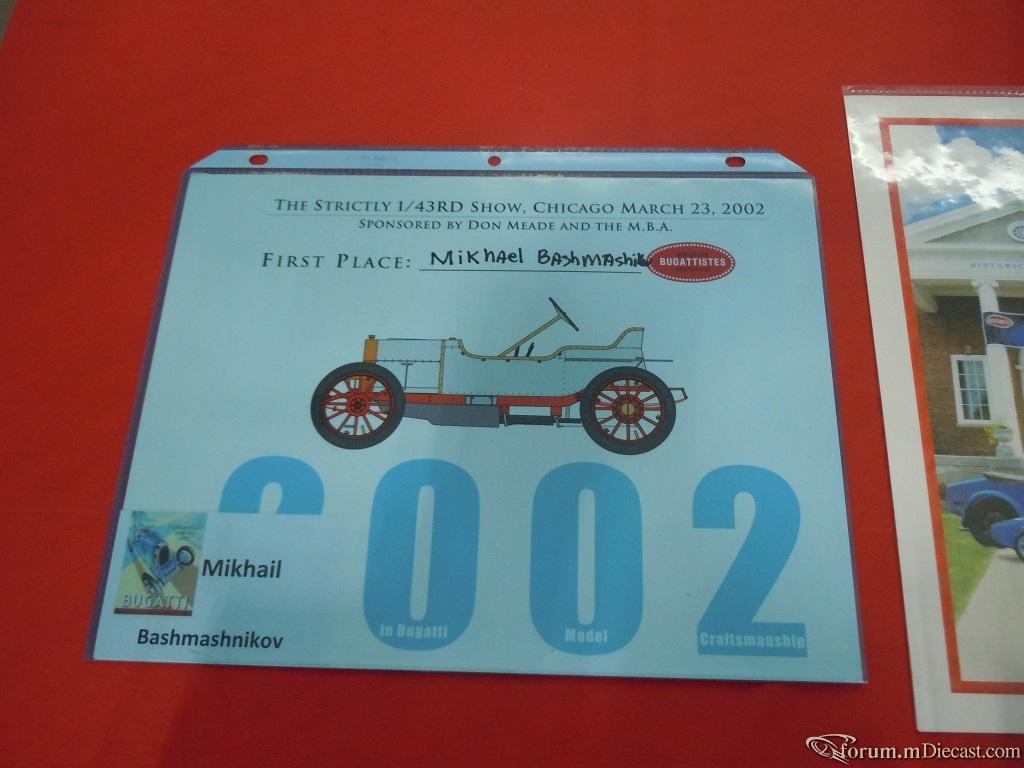 THE STRICTLY 1/43RD SHOW, CHICAGO MARCH 23, 2002
SPONSORED BY DON MEADE AND THE M.B.A.
FIRST PLACE: MiKhAel BAshmAshik
BUGATTISTES
2002
in Bugatti Model Craftsmanship
BUGATTI
Mikhail
Bashmashnikov
HISTORIC
forum.mDiecast.com